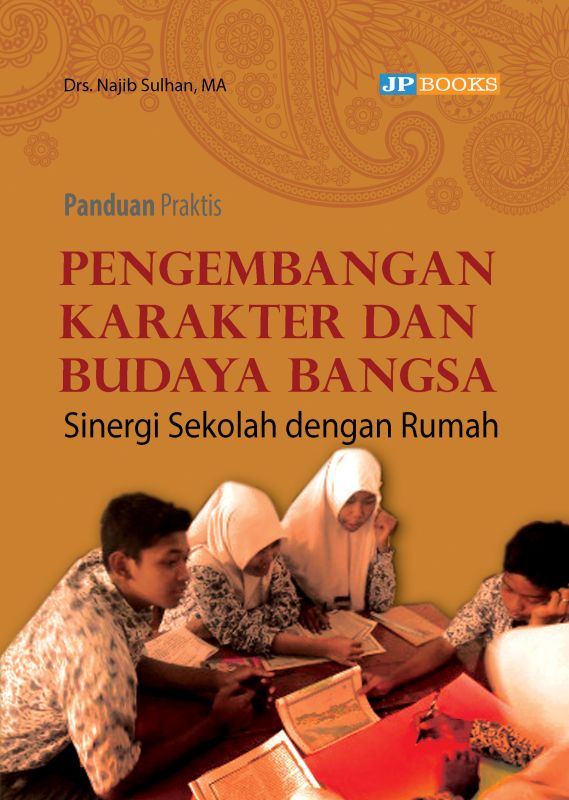 Drs. Najib Sulhan, MA
JP BOOKS
Panduan Praktis
PENGEMBANGAN
KARAKTER DAN
BUDAYA BANGSA
Sinergi Sekolah dengan Rumah